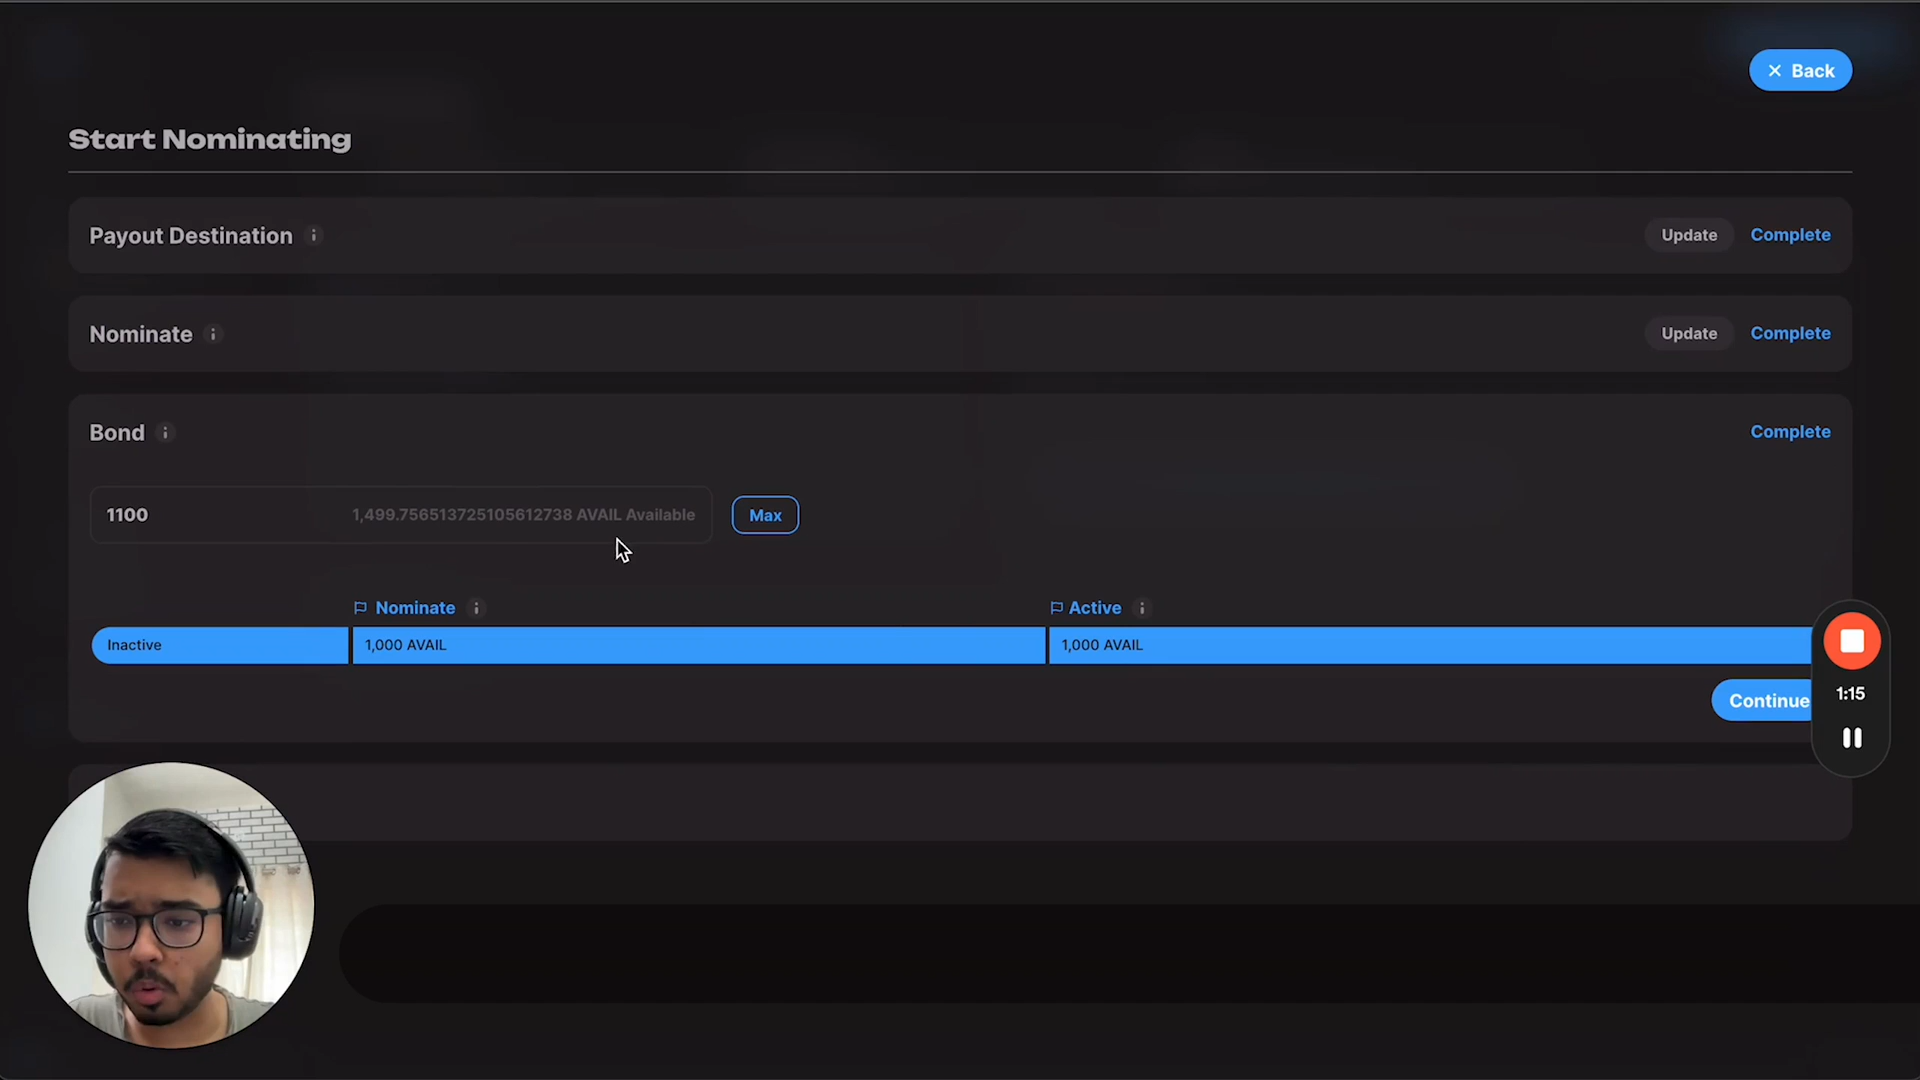 Back
Start Nominating
Payout Destination
Update Complete
Nominate
Update Complete
Bond
Complete
1100 1,499.756513725105612738 AVAIL Available Max
Nominate Active
Inactive 1,000 AVAIL 1,000 AVAIL
Continue
1:15